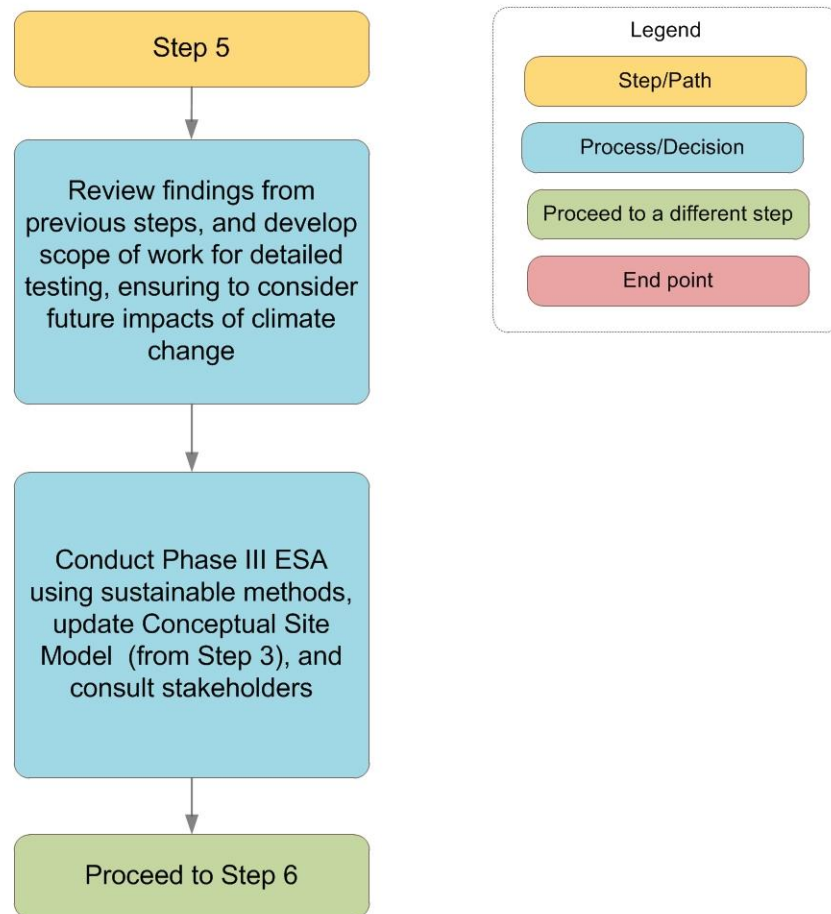 Step 5
Review findings from
previous steps, and develop
scope of work for detailed
testing, ensuring to consider
future impacts of climate
change
Conduct Phase III ESA
using sustainable methods,
update Conceptual Site
Model  (from Step 3), and
consult stakeholders
Proceed to Step 6
Legend
Step/Path
Process/Decision
Proceed to a different step
End point